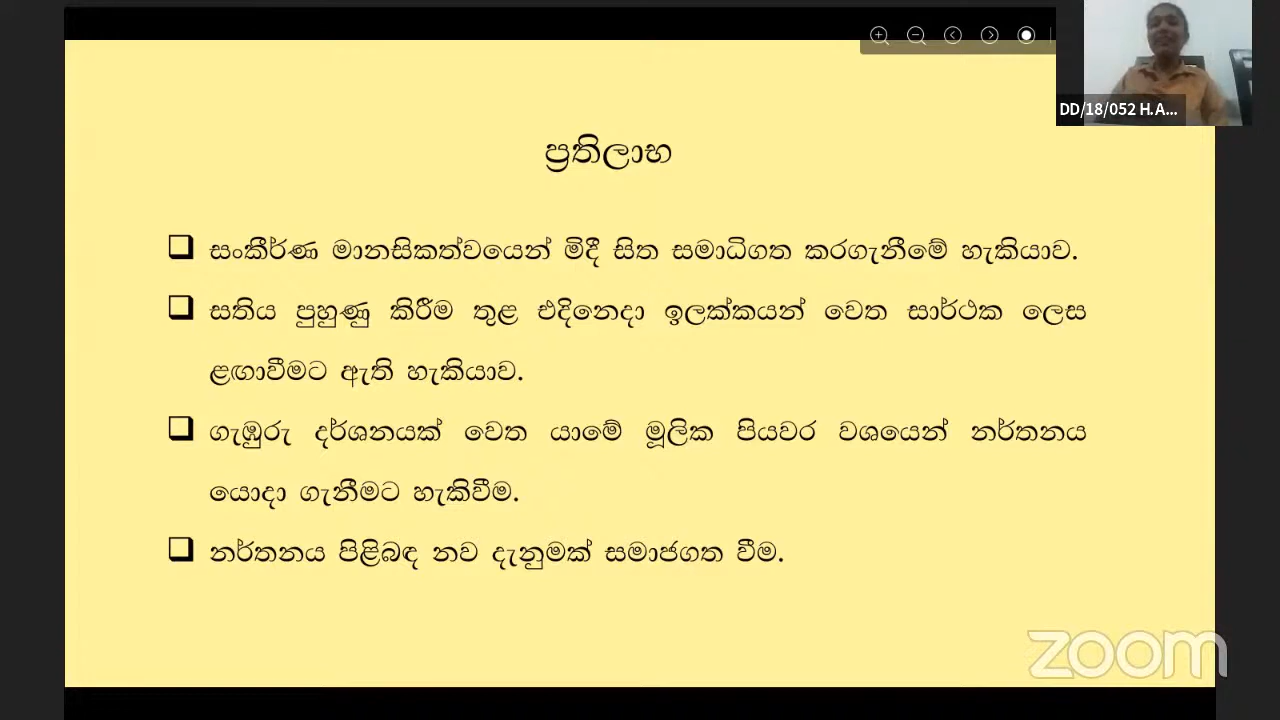 DD/18/052 H.A...
ප්‍රතිලාභ
❑ සංකීර්ණ මානසිකත්වයෙන් මිදී සිත සමාධිගත කරගැනීමේ හැකියාව.
❑ සතිය පුහුණු කිරීම තුළ එදිනෙදා ඉලක්කයන් වෙත සාර්ථක ලෙස
ළඟාවීමට ඇති හැකියාව.
❑ ගැඹුරු දර්ශනයක් වෙත යාමේ මූලික පියවර වශයෙන් නර්තනය
යොදා ගැනීමට හැකිවීම.
❑ නර්තනය පිළිබඳ නව දැනුමක් සමාජගත වීම.
zoom